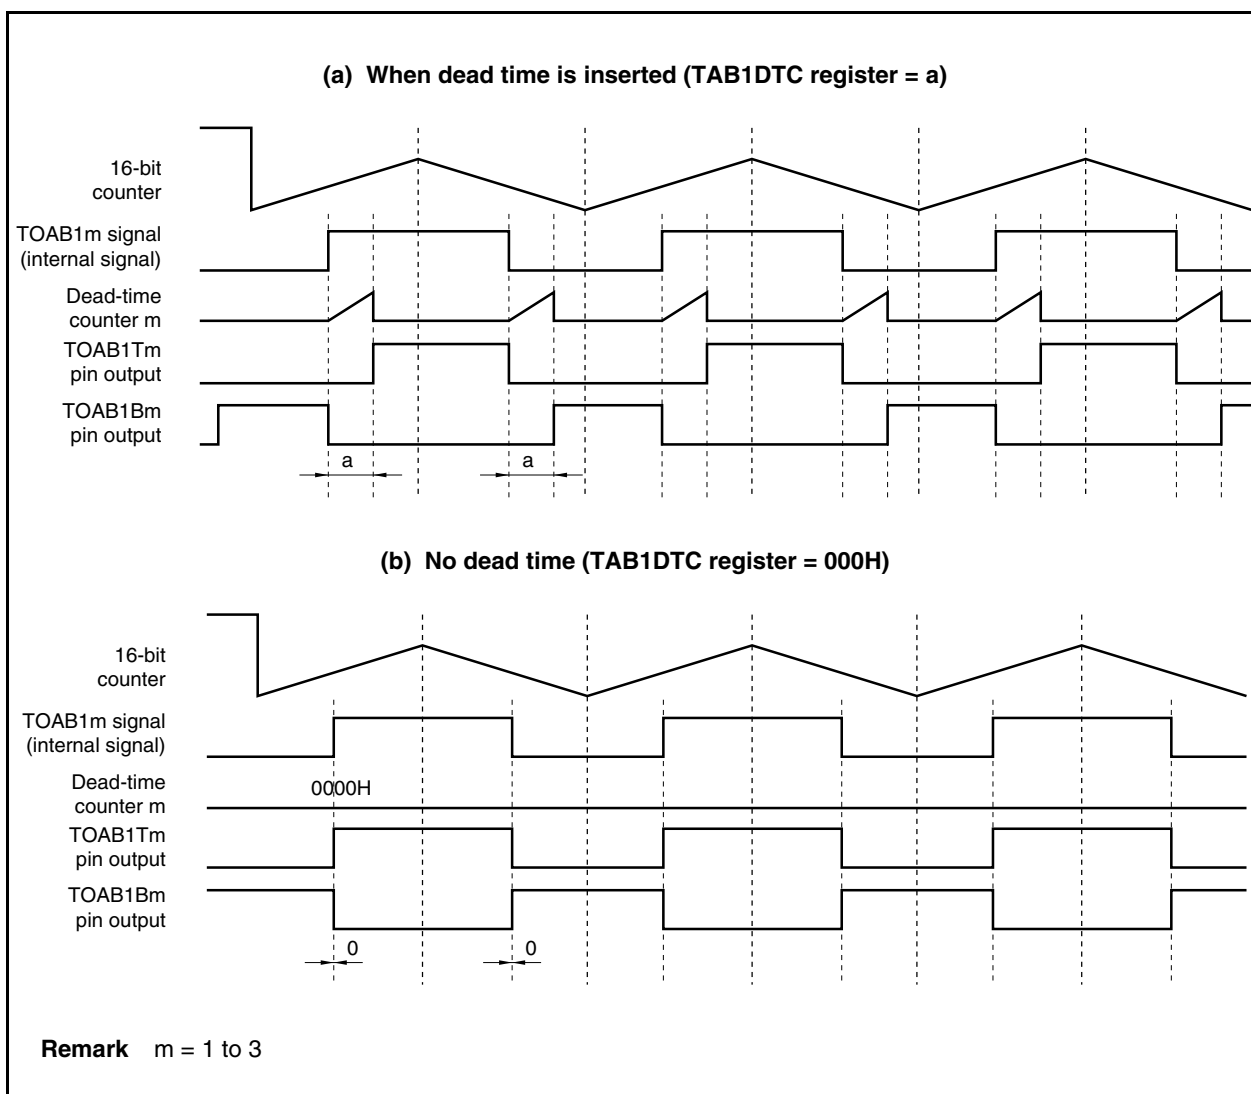 (a) When dead time is inserted (TAB1DTC register = a)
16-bit
counter
TOAB1m signal
(internal signal)
Dead-time
counter m
TOAB1Tm
pin output
TOAB1Bm
pin output
a
a
(b) No dead time (TAB1DTC register = 000H)
16-bit
counter
TOAB1m signal
(internal signal)
Dead-time
counter m
0000H
TOAB1Tm
pin output
TOAB1Bm
pin output
0
0
Remark m = 1 to 3